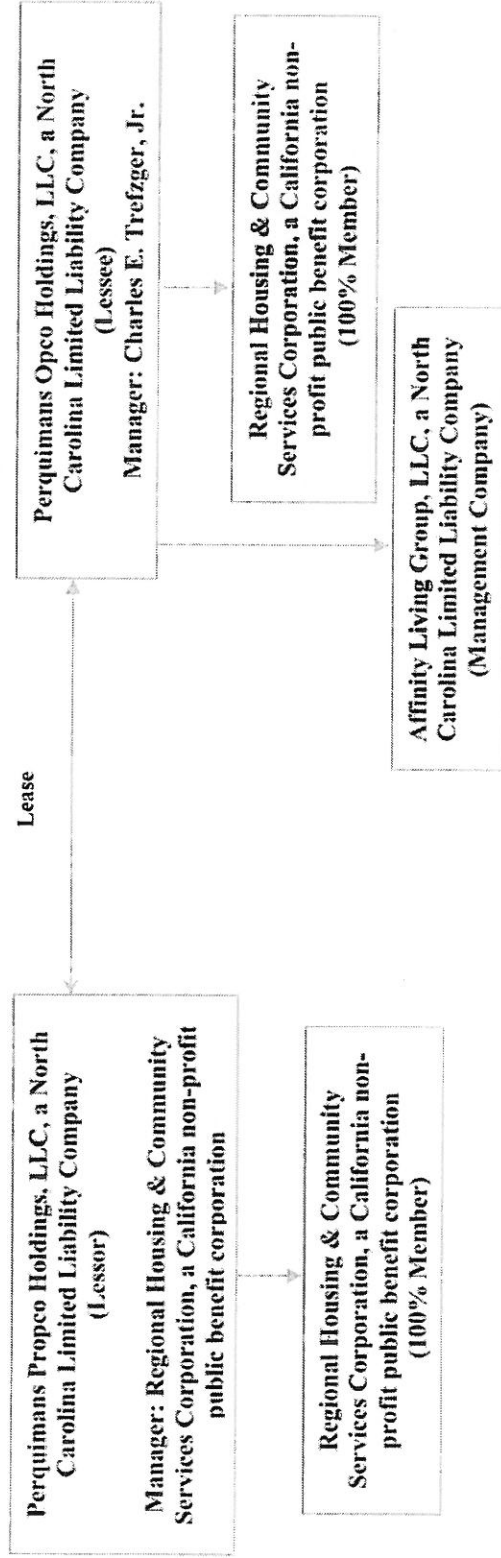 Perquimans Propco Holdings, LLC, a North
Carolina Limited Liability Company
(Lessor)
Manager: Regional Housing & Community
Services Corporation, a California non-profit
public benefit corporation
Regional Housing & Community
Services Corporation, a California non-
profit public benefit corporation
(100% Member)
Lease
Perquimans Opco Holdings, LLC, a North
Carolina Limited Liability Company
(Lessee)
Manager: Charles E. Trefzger, Jr.
Regional Housing & Community
Services Corporation, a California non-
profit public benefit corporation
(100% Member)
Affinity Living Group, LLC, a North
Carolina Limited Liability Company
(Management Company)